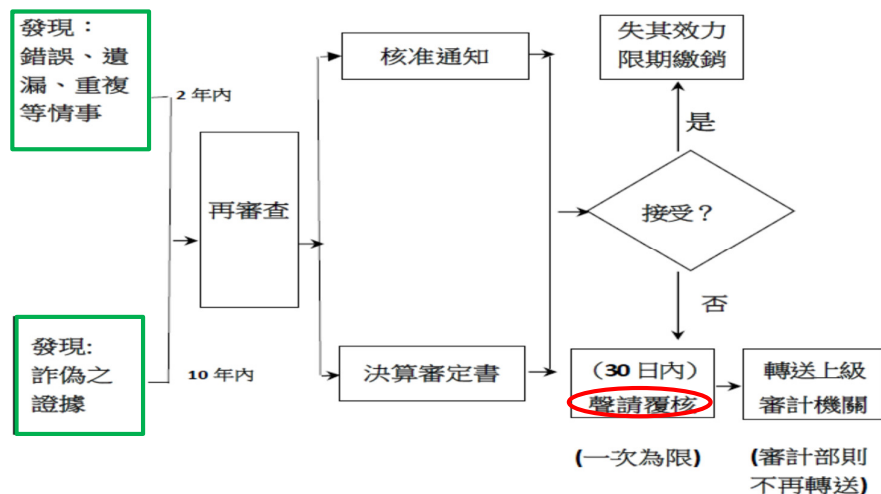 發現：
錯誤、遺
漏、重複
等情事
2 年內
再審查
發現:
詐偽之
證據
10 年內
核准通知
決算審定書
失其效力
限期繳銷
是
接受？
否
（30 日內）
聲請覆核
(一次為限)
轉送上級
審計機關
(審計部則
不再轉送)